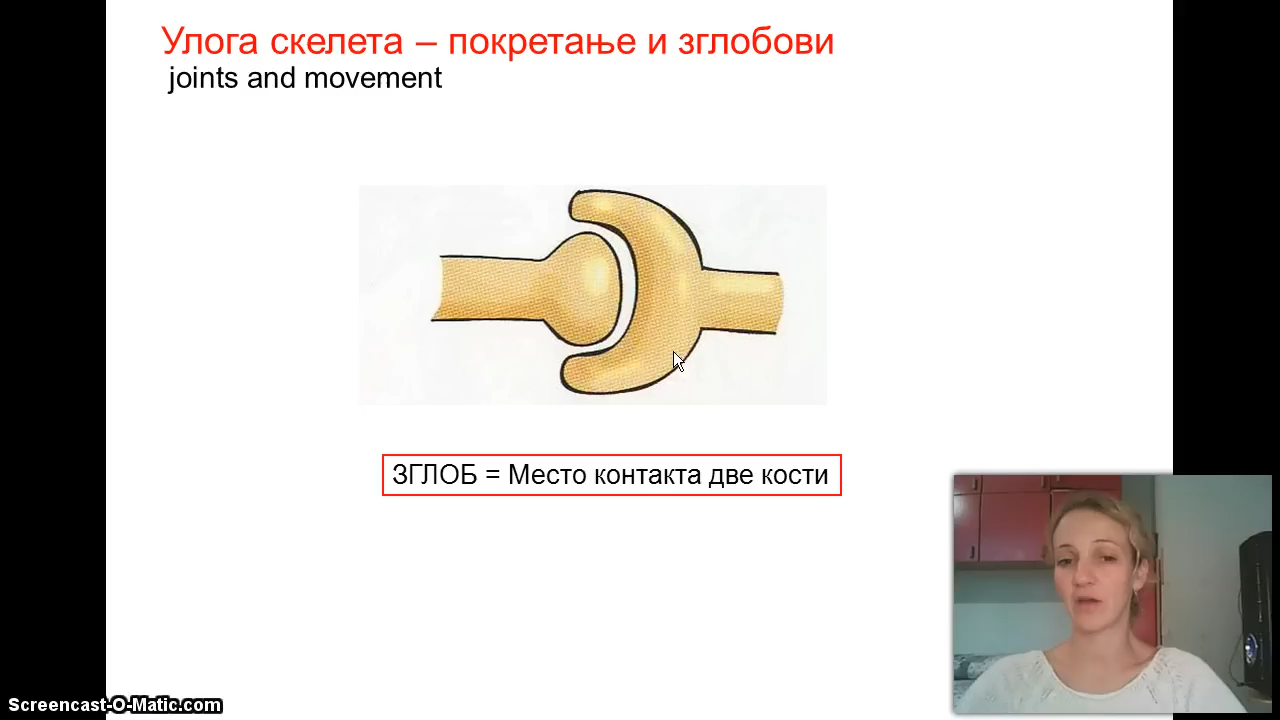 Улога скелета – покретање и зглобови
joints and movement
ЗГЛОБ = Место контакта две кости
Screencast-O-Matic.com